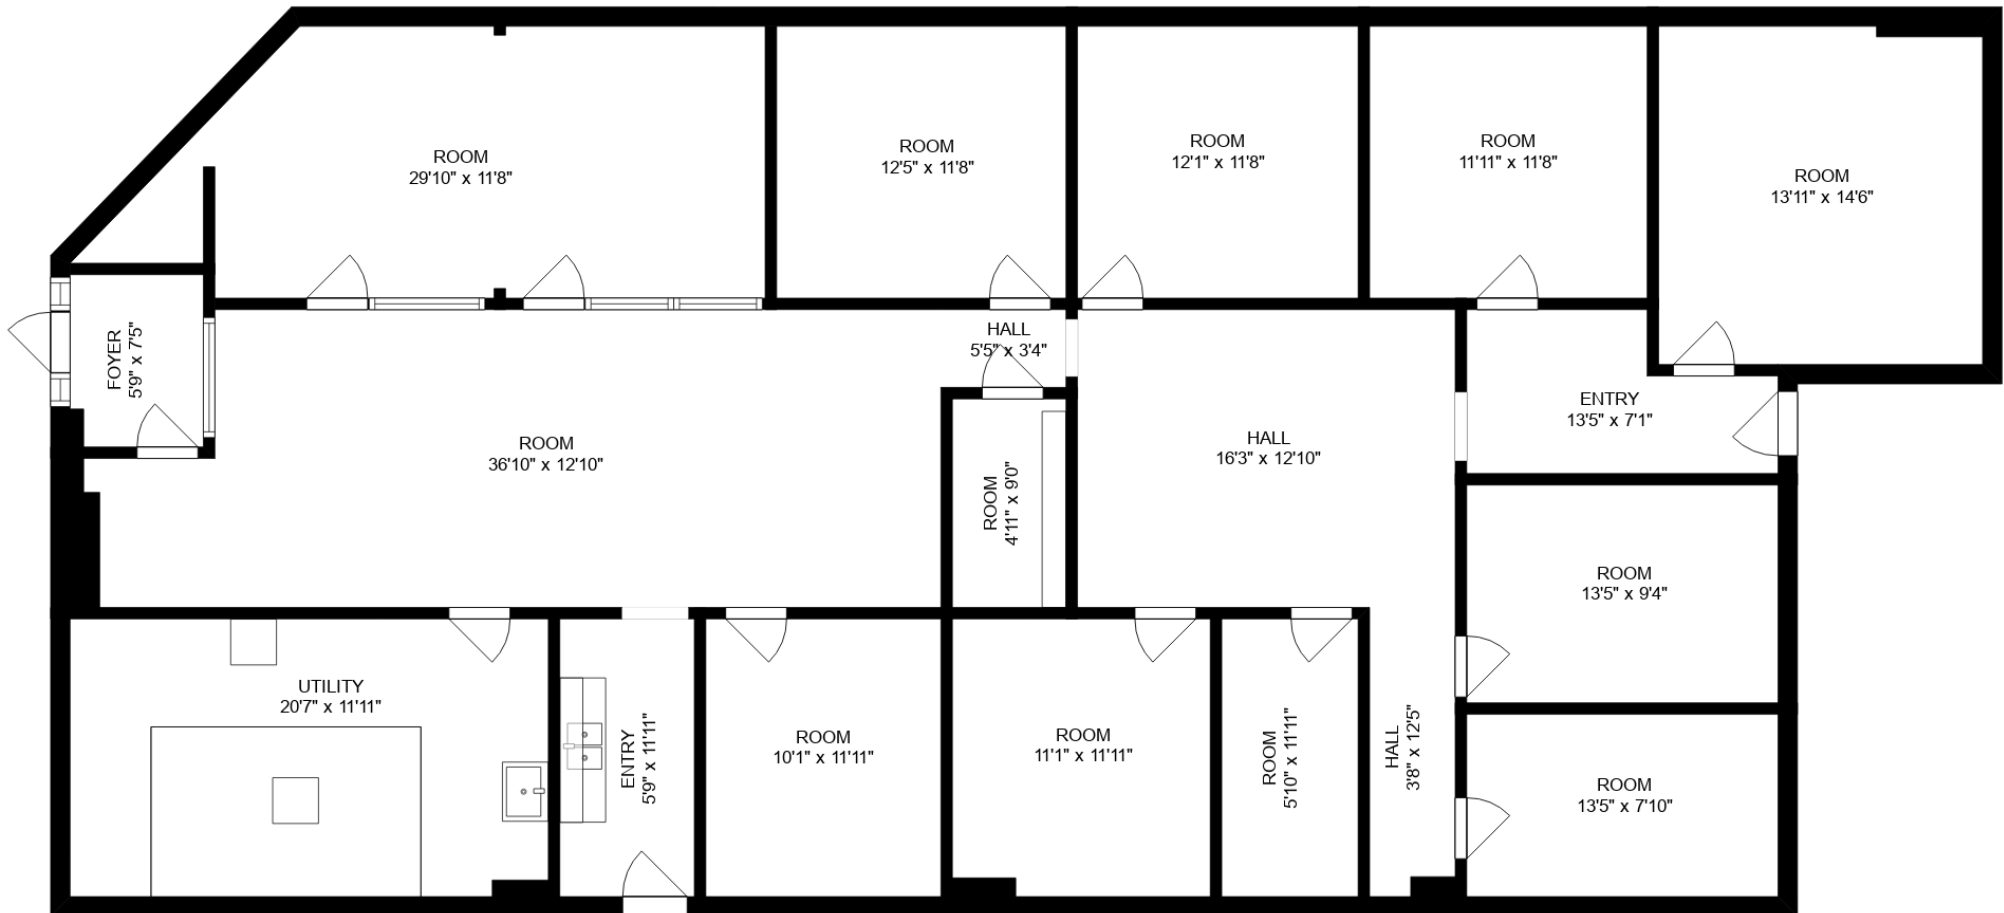 ROOM
29'10" x 11'8"
ROOM
12'5" x 11'8"
ROOM
12'1" x 11'8"
ROOM
11'11" x 11'8"
ROOM
13'11" x 14'6"
FOYER
5'9" x 7'5"
HALL
5'5" x 3'4"
ROOM
36'10" x 12'10"
ROOM
4'11" x 9'0"
HALL
16'3" x 12'10"
ENTRY
13'5" x 7'1"
ROOM
13'5" x 9'4"
UTILITY
20'7" x 11'11"
ENTRY
5'9" x 11'11"
ROOM
10'1" x 11'11"
ROOM
11'1" x 11'11"
ROOM
5'10" x 11'11"
HALL
3'8" x 12'5"
ROOM
13'5" x 7'10"